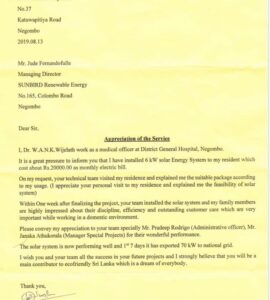 No.37
Katuwapitiya Road
Negombo
2019.08.13
Mr. Jude Fernandofulle
Managing Director
SUNBIRD Renewable Energy
No.165, Colombo Road
Negombo
Dear Sir,
Appreciation of the Service
I, Dr. W.A.N.K.Wijerath work as a medical officer at District General Hospital, Negombo.
It is a great pressure to inform you that I have installed 6 kW solar Energy System to my resident which
cost about Rs.20000.00 as monthly electric bill.
On my request, your technical team visited my residence and explained me the suitable package according
to my usage. (I appreciate your personal visit to my residence and explained me the feasibility of solar
system)
Within One week after finalizing the project, your team installed the solar system and my family members
are highly impressed about their discipline, efficiency and outstanding customer care which are very
important while working in a domestic environment.
Please convey my appreciation to your team specially Mr. Pradeep Rodrigo (Administrative officer), Mr.
Janaka Athukorala (Manager Special Projects) for their wonderful performance.
The solar system is now performing well and 1st 7 days it has exported 70 kW to national grid.
I wish you and your team all the success in your future projects and I strongly believe that you will be a
main contributor to ecofriendly Sri Lanka which is a dream of everybody.
Thank you,